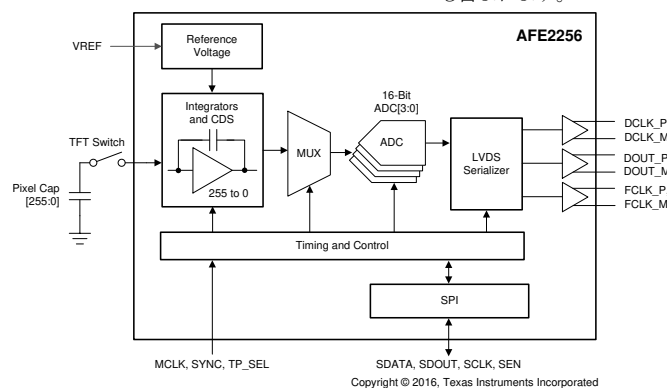 AFE2256
VREF
Reference
Voltage
Integrators
and CDS
255 to 0
TFT Switch
Pixel Cap
[255:0]
MUX
16-Bit
ADC[3:0]
ADC
LVDS
Serializer
DCLK_P
DCLK_M
DOUT_P
DOUT_M
FCLK_P
FCLK_M
Timing and Control
SPI
MCLK, SYNC, TP_SEL
SDATA, SDOUT, SCLK, SEN
Copyright © 2016, Texas Instruments Incorporated